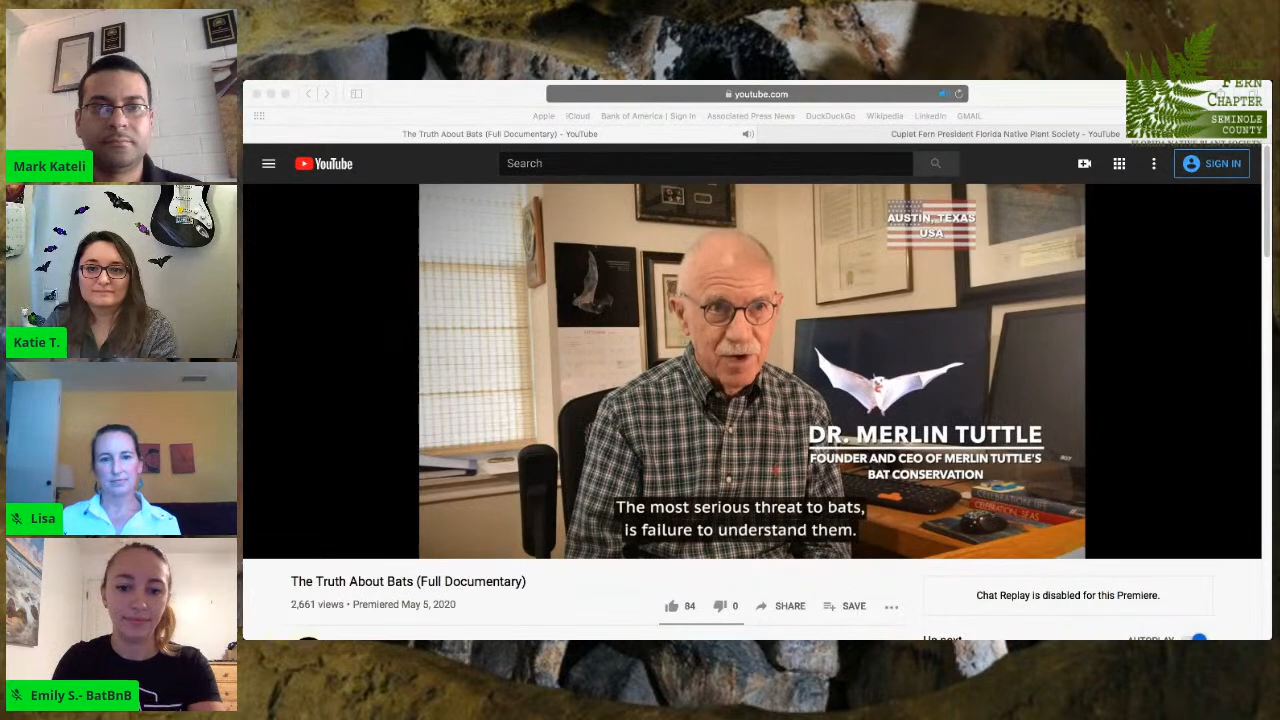 Mark Kateli
Katie T.
Lisa
Emily S.- BatBnB
FERN
CHAPTER
SEMINOLE
COUNTY
youtube.com
Apple iCloud Bank of America | Sign In Associated Press News DuckDuckGo Wikipedia LinkedIn GMAIL
The Truth About Bats (Full Documentary) - YouTube
Cuplet Fern President Florida Native Plant Society - YouTube
YouTube
Search
SIGN IN
AUSTIN, TEXAS
USA
DR. MERLIN TUTTLE
FOUNDER AND CEO OF MERLIN TUTTLE'S
BAT CONSERVATION
The most serious threat to bats,
is failure to understand them.
The Truth About Bats (Full Documentary)
2,661 views • Premiered May 5, 2020
84 0 SHARE SAVE
Chat Replay is disabled for this Premiere.
Up next
AUTOPLAY